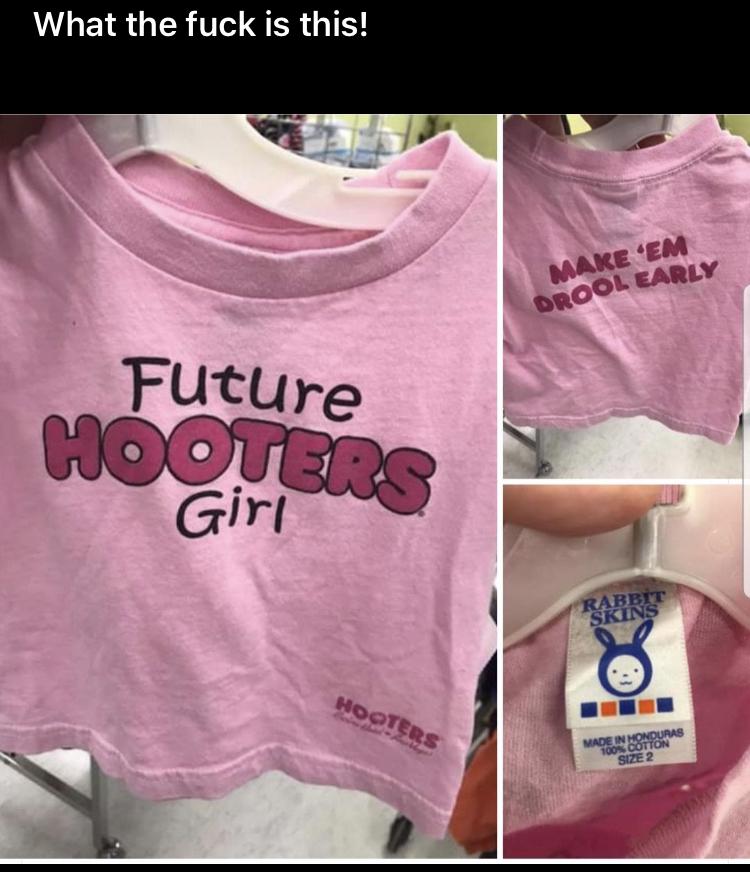 What the fuck is this!
Future
HOOTERS
Girl
HOOTERS
MAKE 'EM
DROOL EARLY
RABBIT
SKINS
MADE IN HONDURAS
100% COTTON
SIZE 2